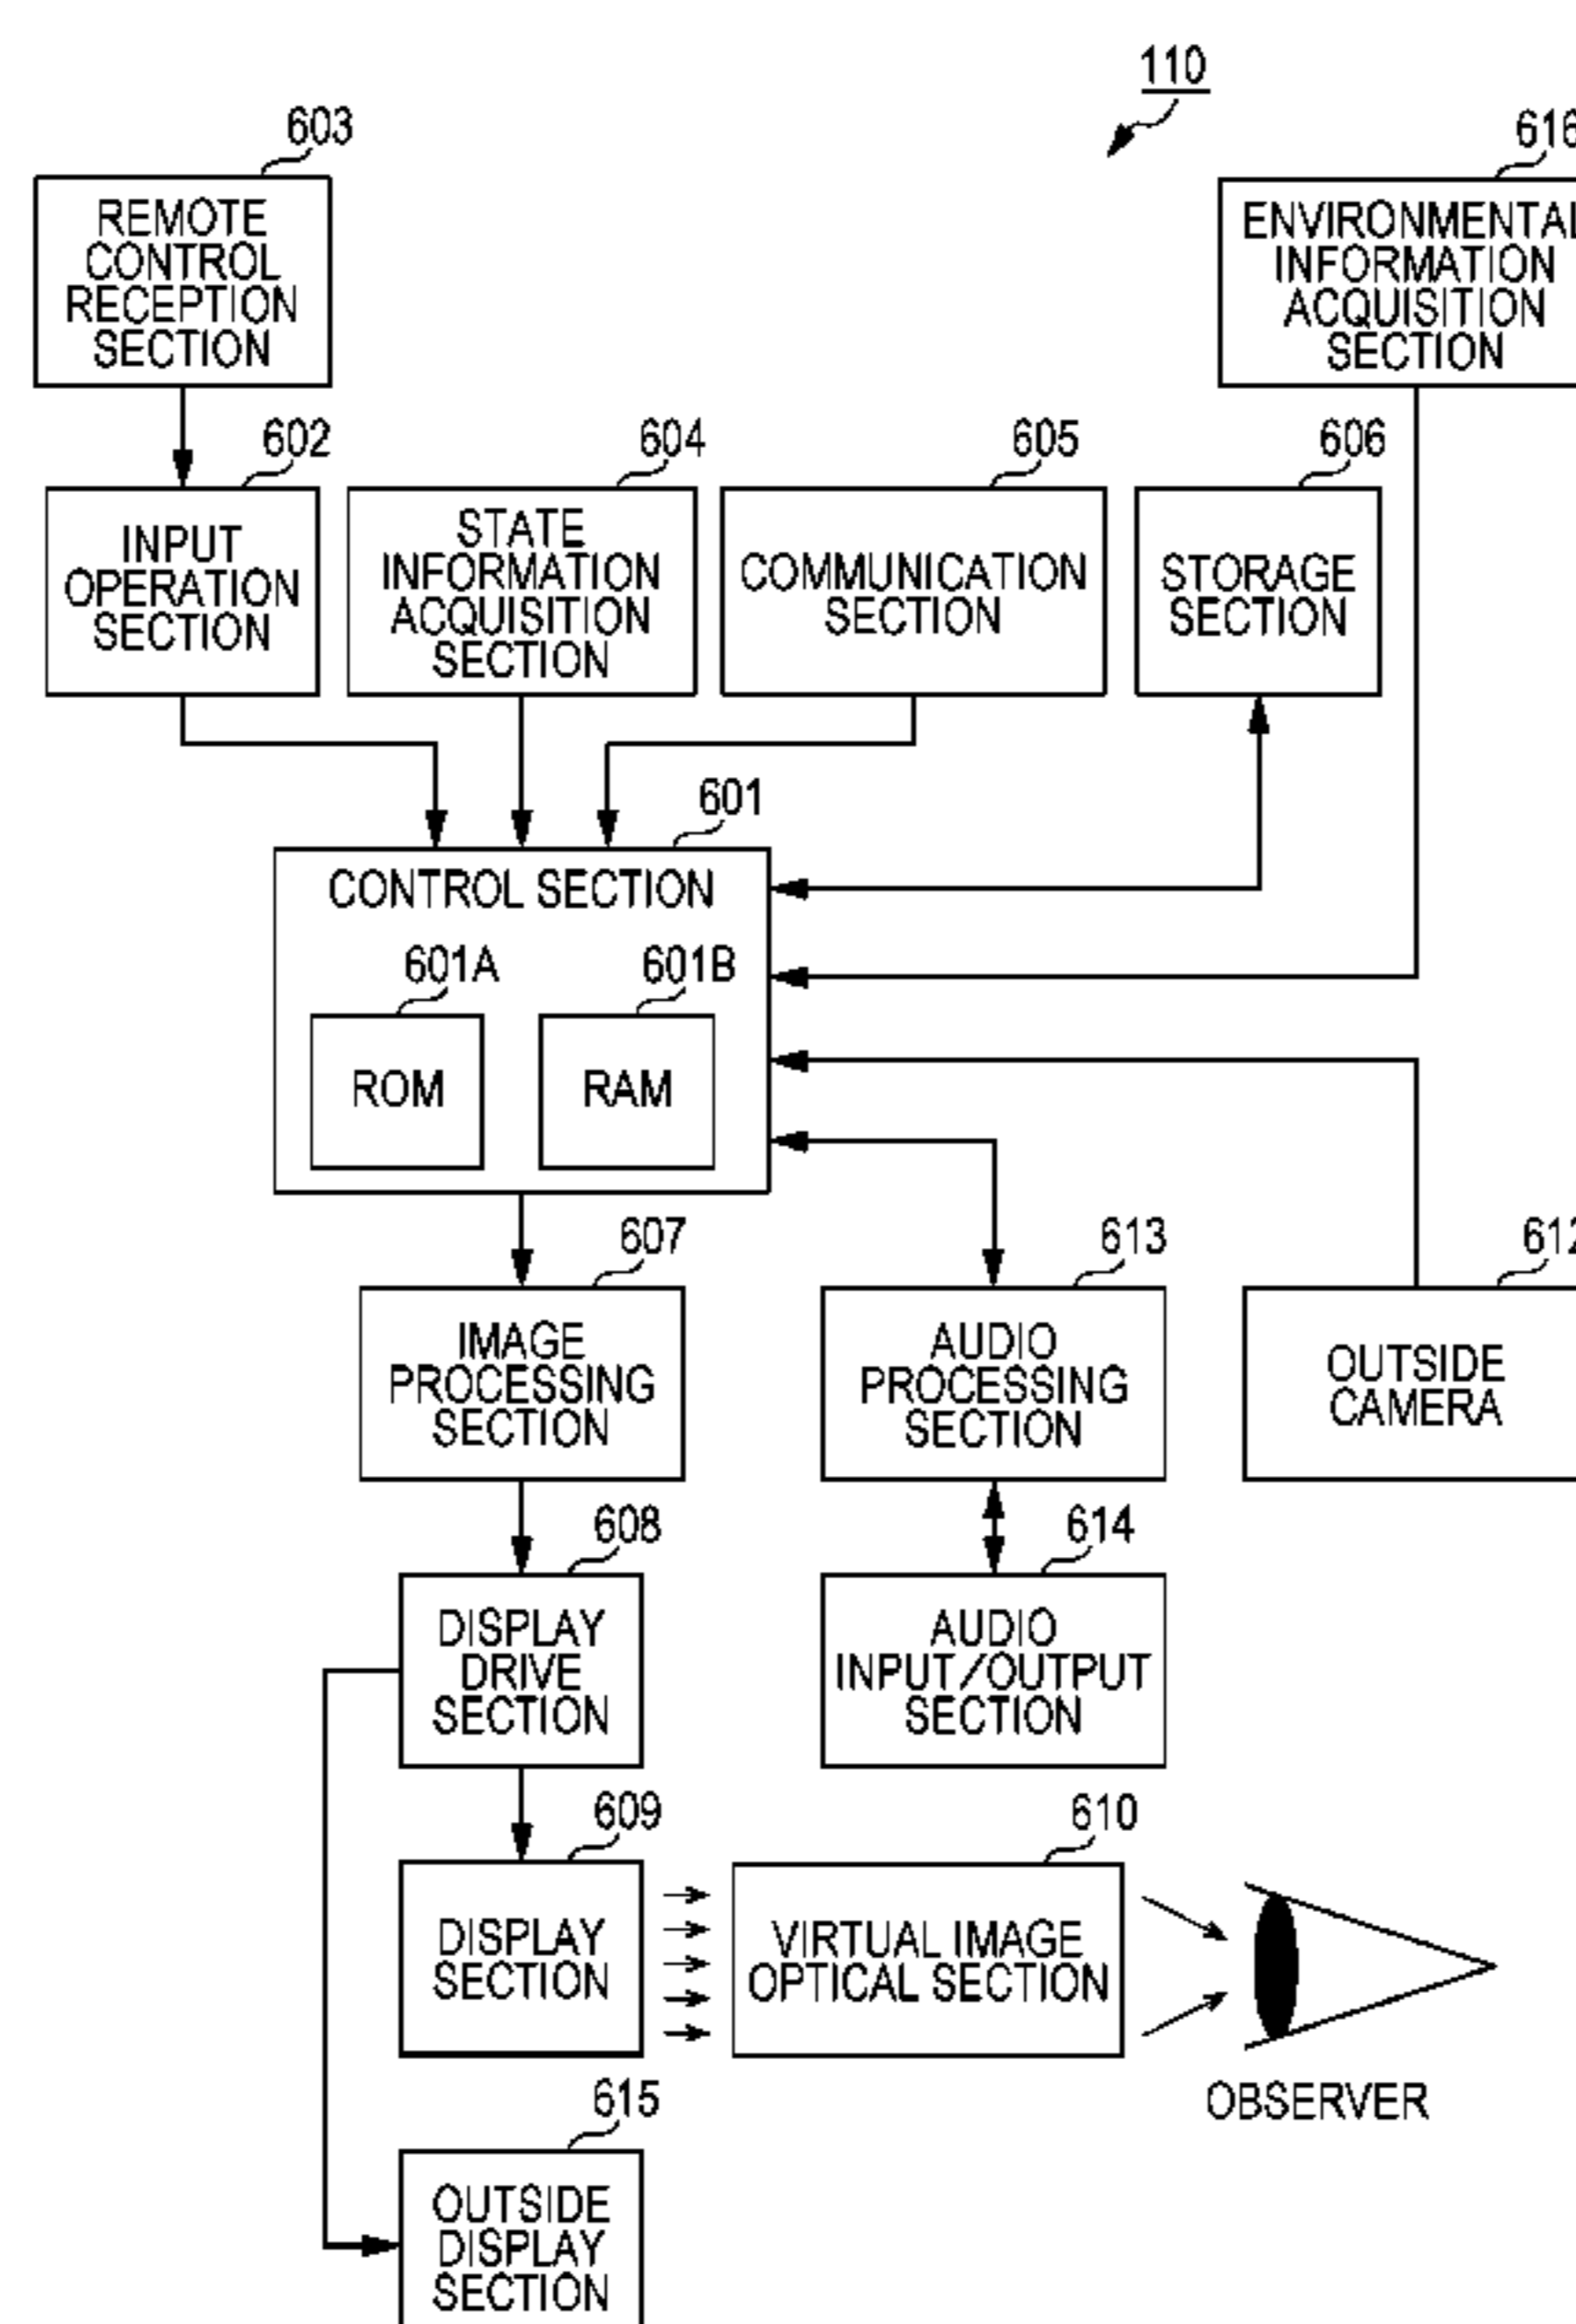 110
603
616
REMOTE
CONTROL
RECEPTION
SECTION
ENVIRONMENTAL
INFORMATION
ACQUISITION
SECTION
602
604
605
606
INPUT
OPERATION
SECTION
STATE
INFORMATION
ACQUISITION
SECTION
COMMUNICATION
SECTION
STORAGE
SECTION
601
CONTROL SECTION
601A
601B
ROM
RAM
607
613
612
IMAGE
PROCESSING
SECTION
AUDIO
PROCESSING
SECTION
OUTSIDE
CAMERA
608
614
DISPLAY
DRIVE
SECTION
AUDIO
INPUT/OUTPUT
SECTION
609
610
DISPLAY
SECTION
VIRTUAL IMAGE
OPTICAL SECTION
OBSERVER
615
OUTSIDE
DISPLAY
SECTION